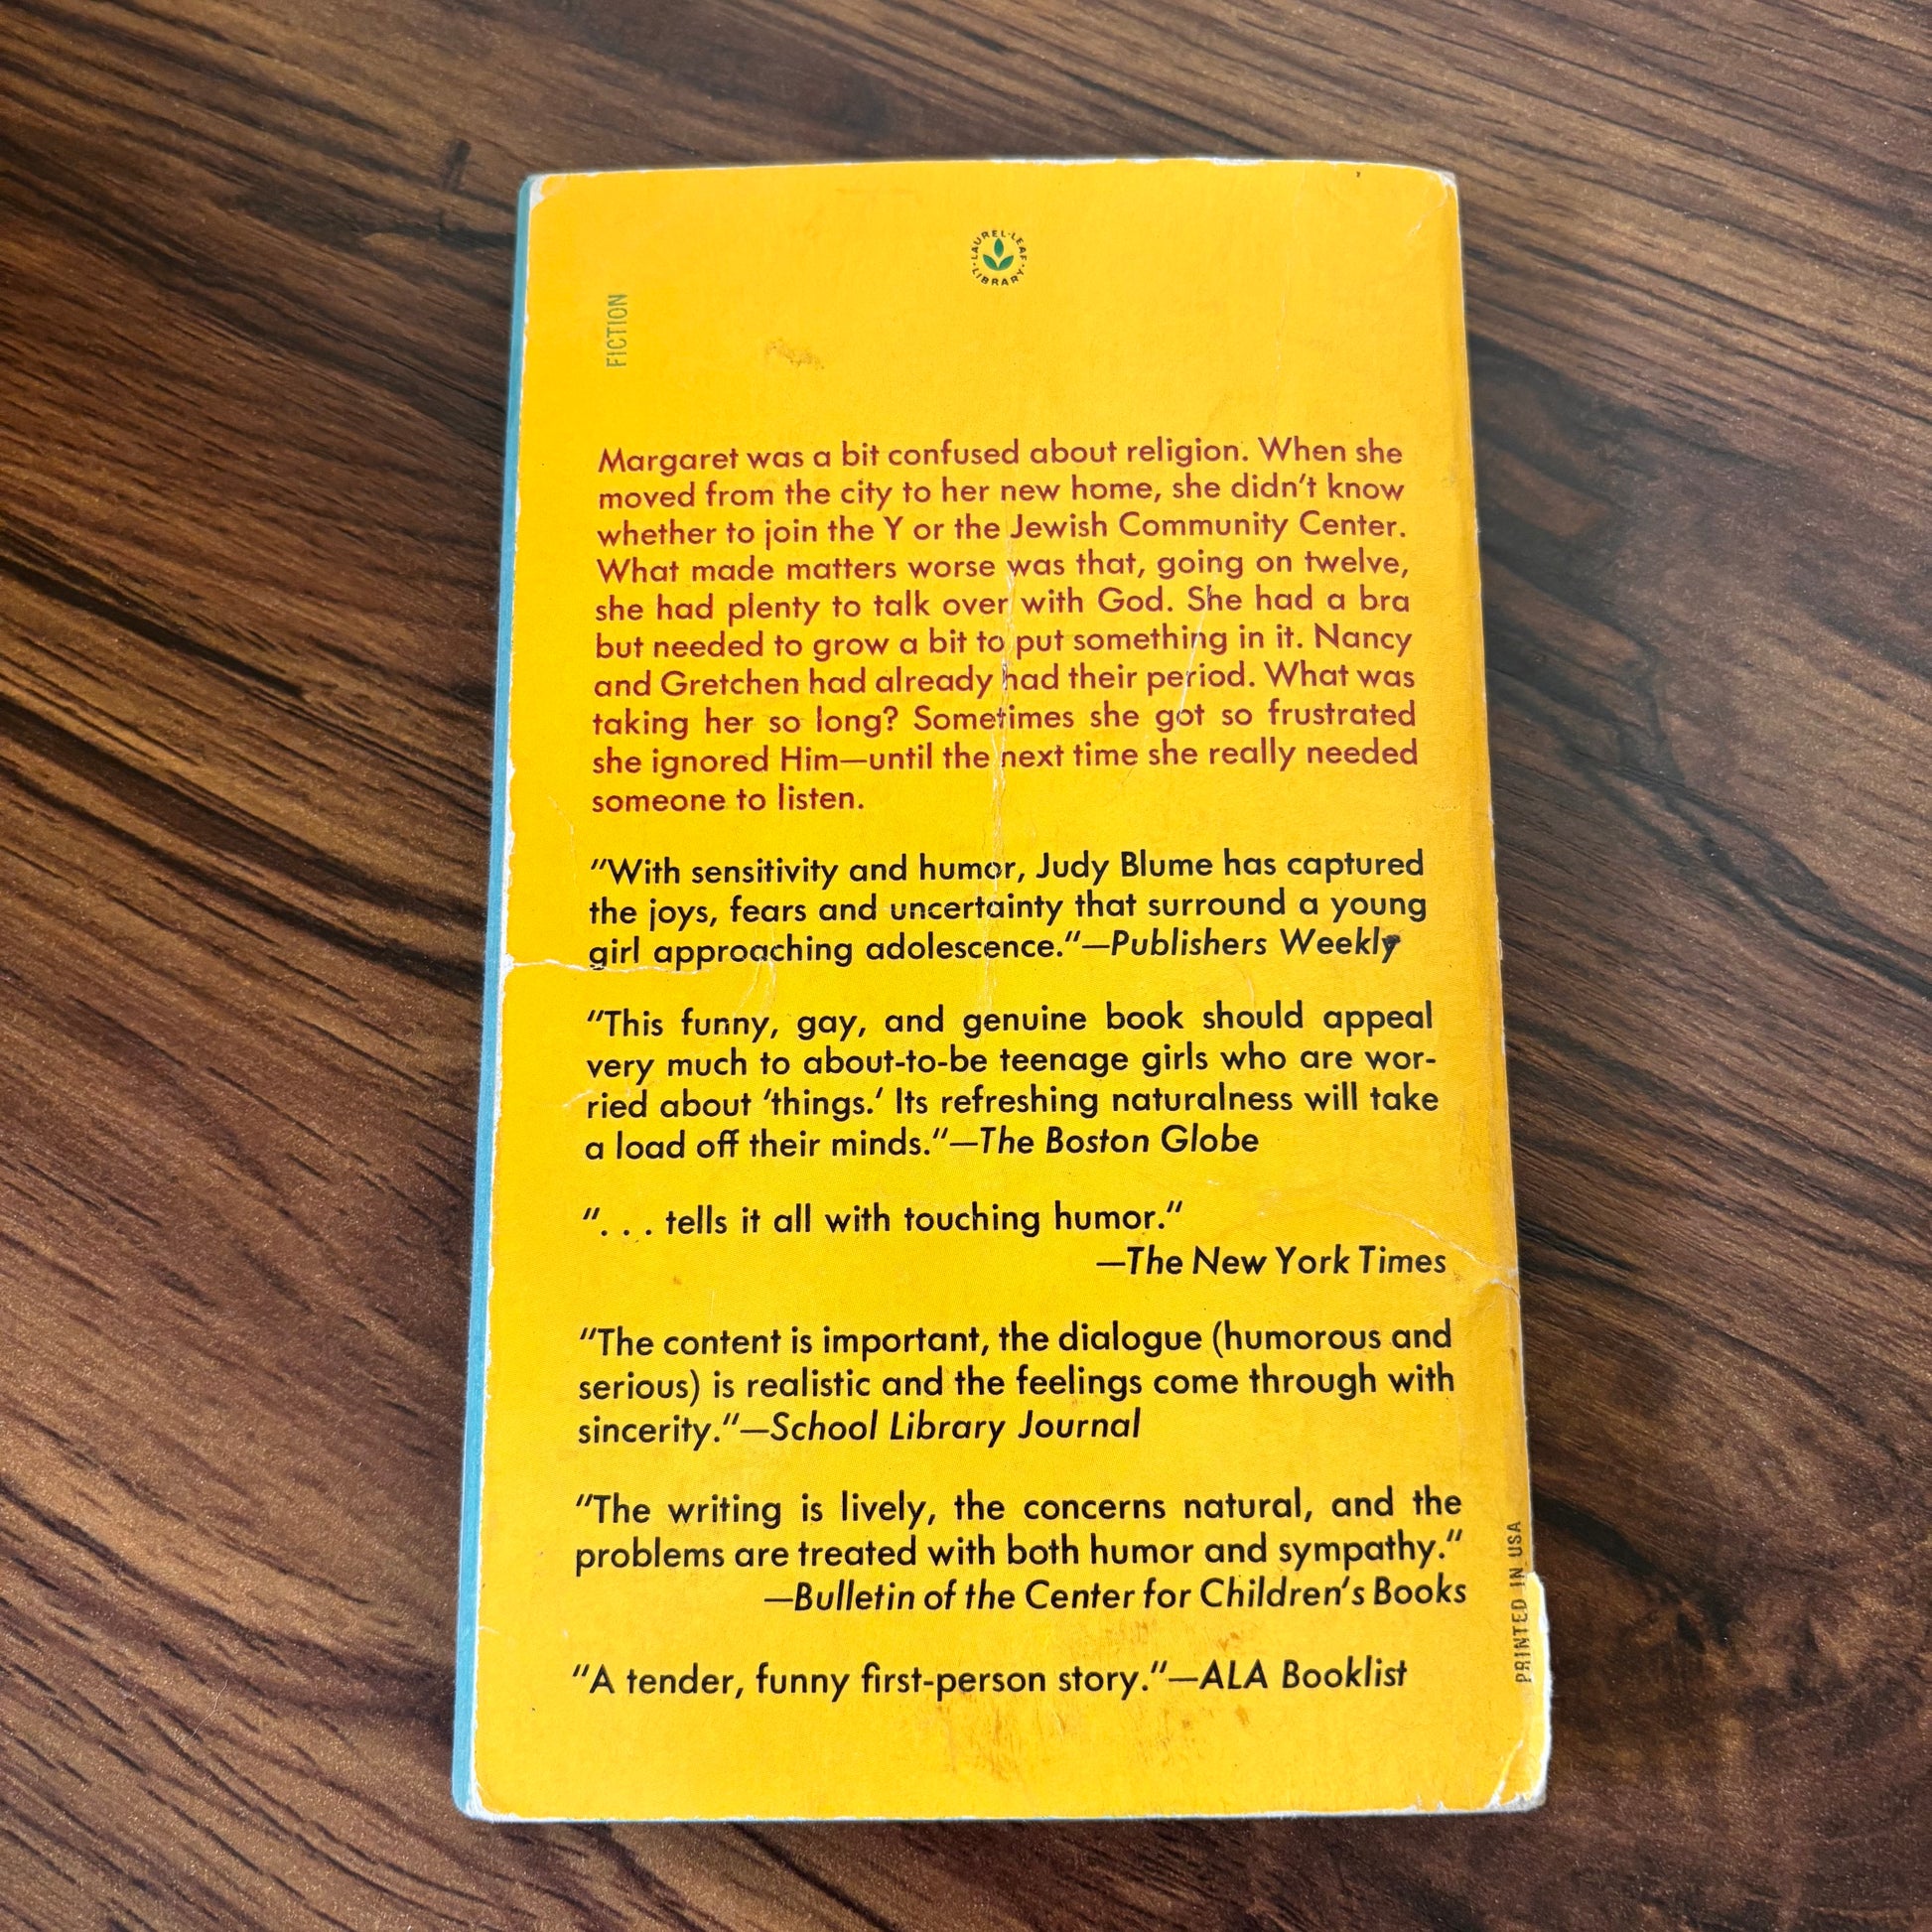 LAUREL-LEAF
LIBRARY
FICTION
Margaret was a bit confused about religion. When she
moved from the city to her new home, she didn't know
whether to join the Y or the Jewish Community Center.
What made matters worse was that, going on twelve,
she had plenty to talk over with God. She had a bra
but needed to grow a bit to put something in it. Nancy
and Gretchen had already had their period. What was
taking her so long? Sometimes she got so frustrated
she ignored Him—until the next time she really needed
someone to listen.
"With sensitivity and humor, Judy Blume has captured
the joys, fears and uncertainty that surround a young
girl approaching adolescence."—Publishers Weekly
"This funny, gay, and genuine book should appeal
very much to about-to-be teenage girls who are wor-
ried about 'things.' Its refreshing naturalness will take
a load off their minds."—The Boston Globe
". . . tells it all with touching humor."
—The New York Times
"The content is important, the dialogue (humorous and
serious) is realistic and the feelings come through with
sincerity."—School Library Journal
"The writing is lively, the concerns natural, and the
problems are treated with both humor and sympathy."
—Bulletin of the Center for Children's Books
"A tender, funny first-person story."—ALA Booklist
PRINTED IN USA